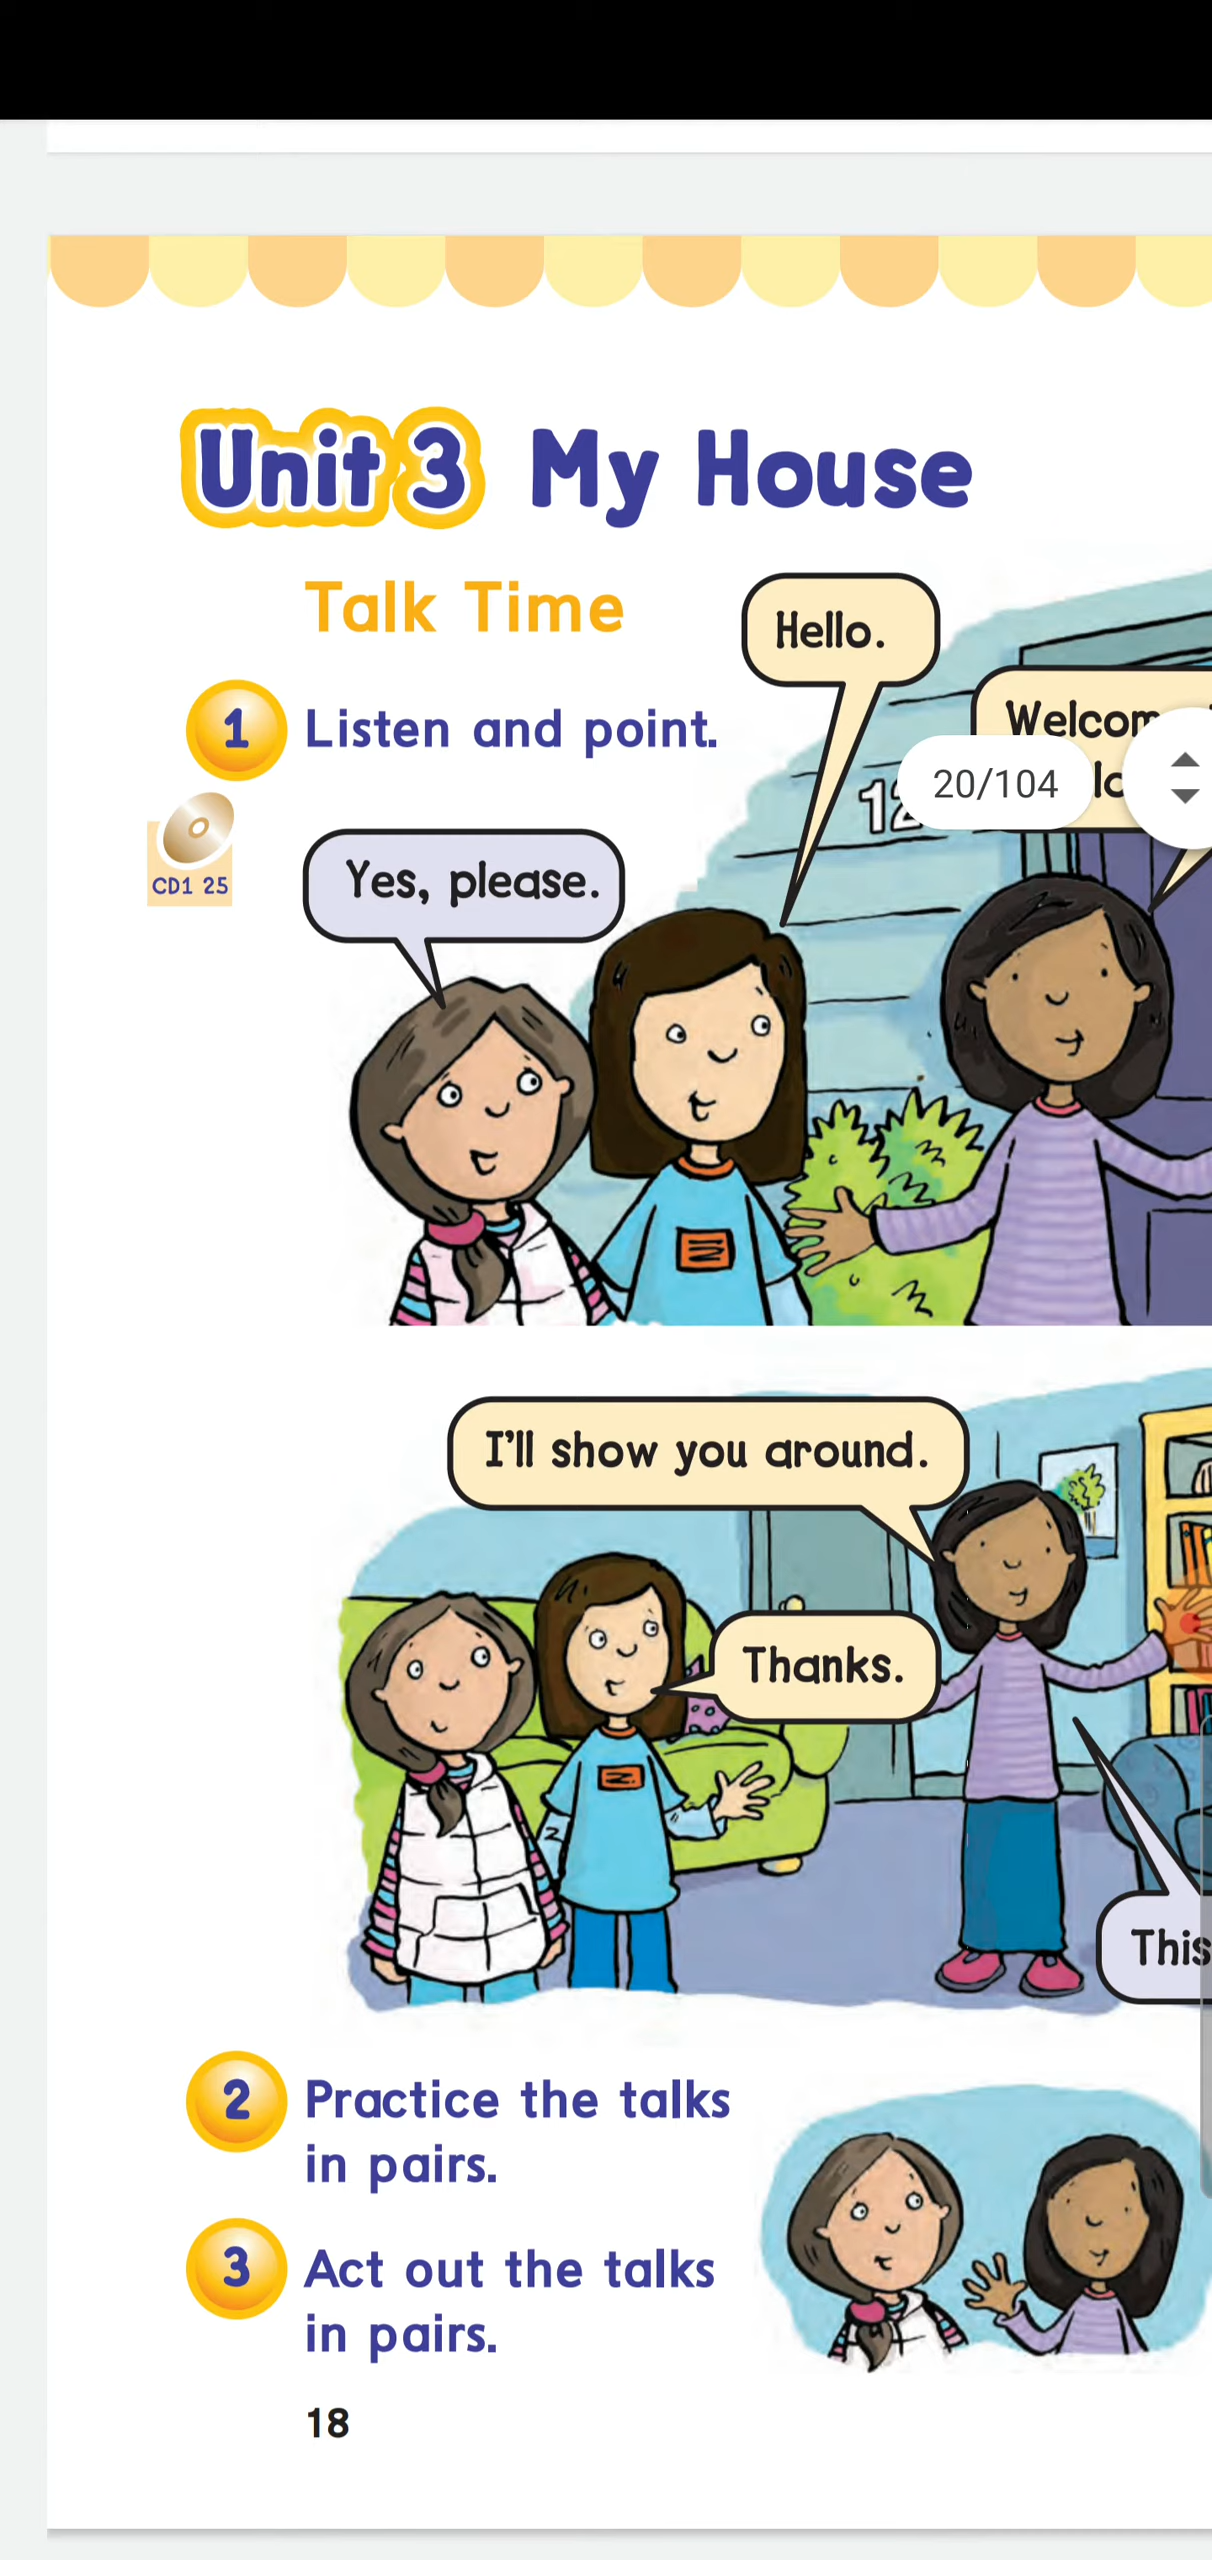 Unit 3 My House
Talk Time
Hello.
1 Listen and point.
CD1 25
Yes, please.
20/104
I'll show you around.
Thanks.
This
2 Practice the talks
in pairs.
3 Act out the talks
in pairs.
18